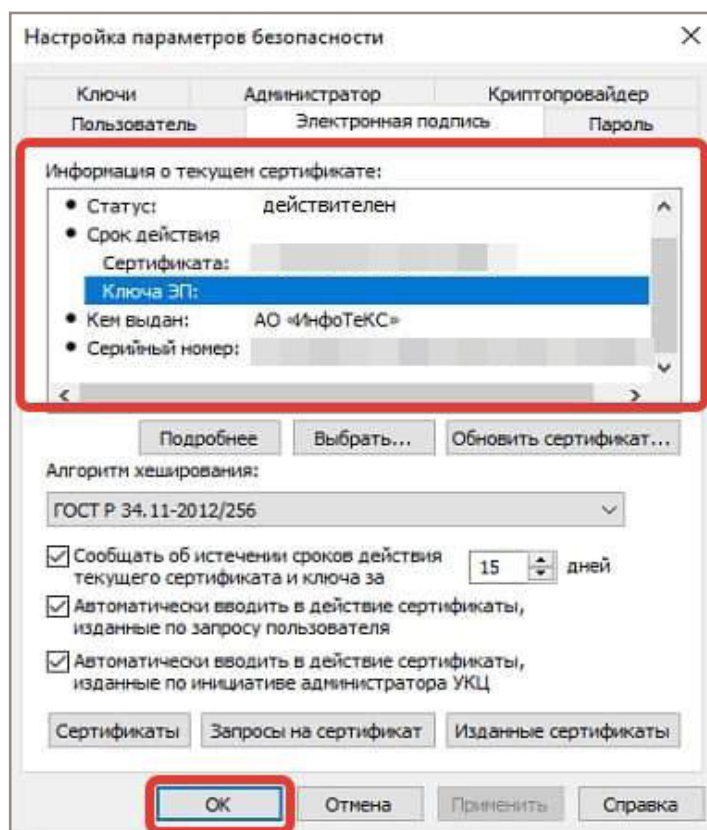 Настройка параметров безопасности
Ключи Администратор Криптопровайдер
Пользователь Электронная подпись Пароль
Информация о текущем сертификате:
• Статус: действителен
• Срок действия
Сертификата:
Ключа ЭП:
• Кем выдан: АО «ИнфоТеКС»
• Серийный номер:
Подробнее Выбрать... Обновить сертификат...
Алгоритм хеширования:
ГОСТ Р 34.11-2012/256
Сообщать об истечении сроков действия
текущего сертификата и ключа за 15 дней
Автоматически вводить в действие сертификаты,
изданные по запросу пользователя
Автоматически вводить в действие сертификаты,
изданные по инициативе администратора УКЦ
Сертификаты Запросы на сертификат Изданные сертификаты
ОК Отмена Применить Справка